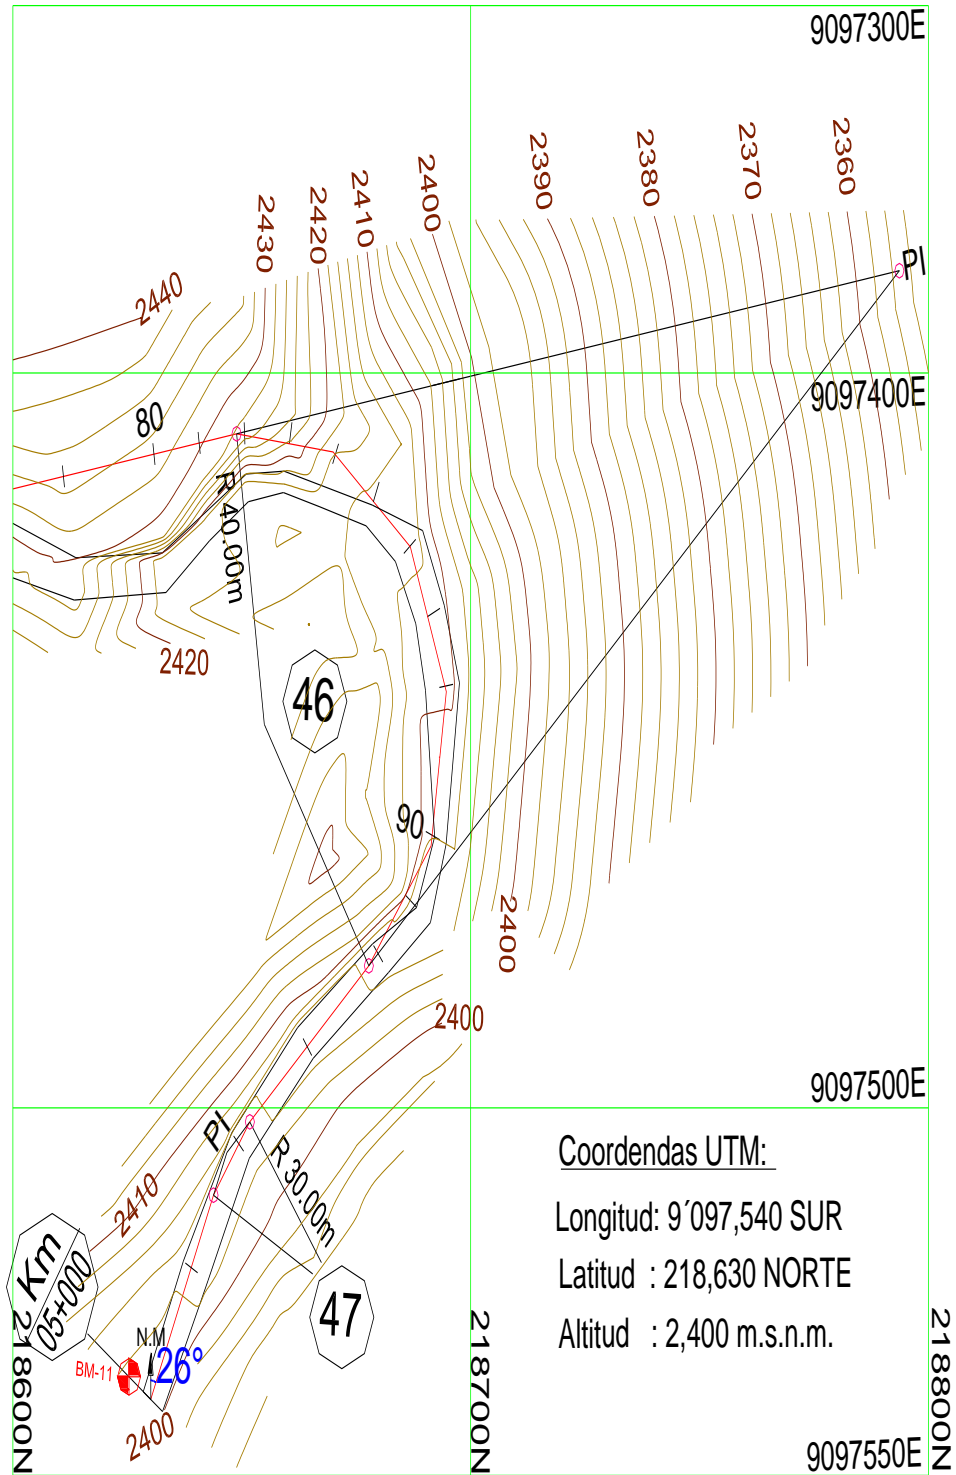 9097300E
2430
2420
2410
2400
2390
2380
2370
2360
PI
2440
9097400E
80
R 40.00m
2420
46
90
2400
2400
9097500E
PI
R 30.00m
2410
Km
05+000
47
N.M
26°
BM-11
2400
Coordendas UTM:
Longitud: 9´097,540 SUR
Latitud : 218,630 NORTE
Altitud : 2,400 m.s.n.m.
218600N
218700N
218800N
9097550E